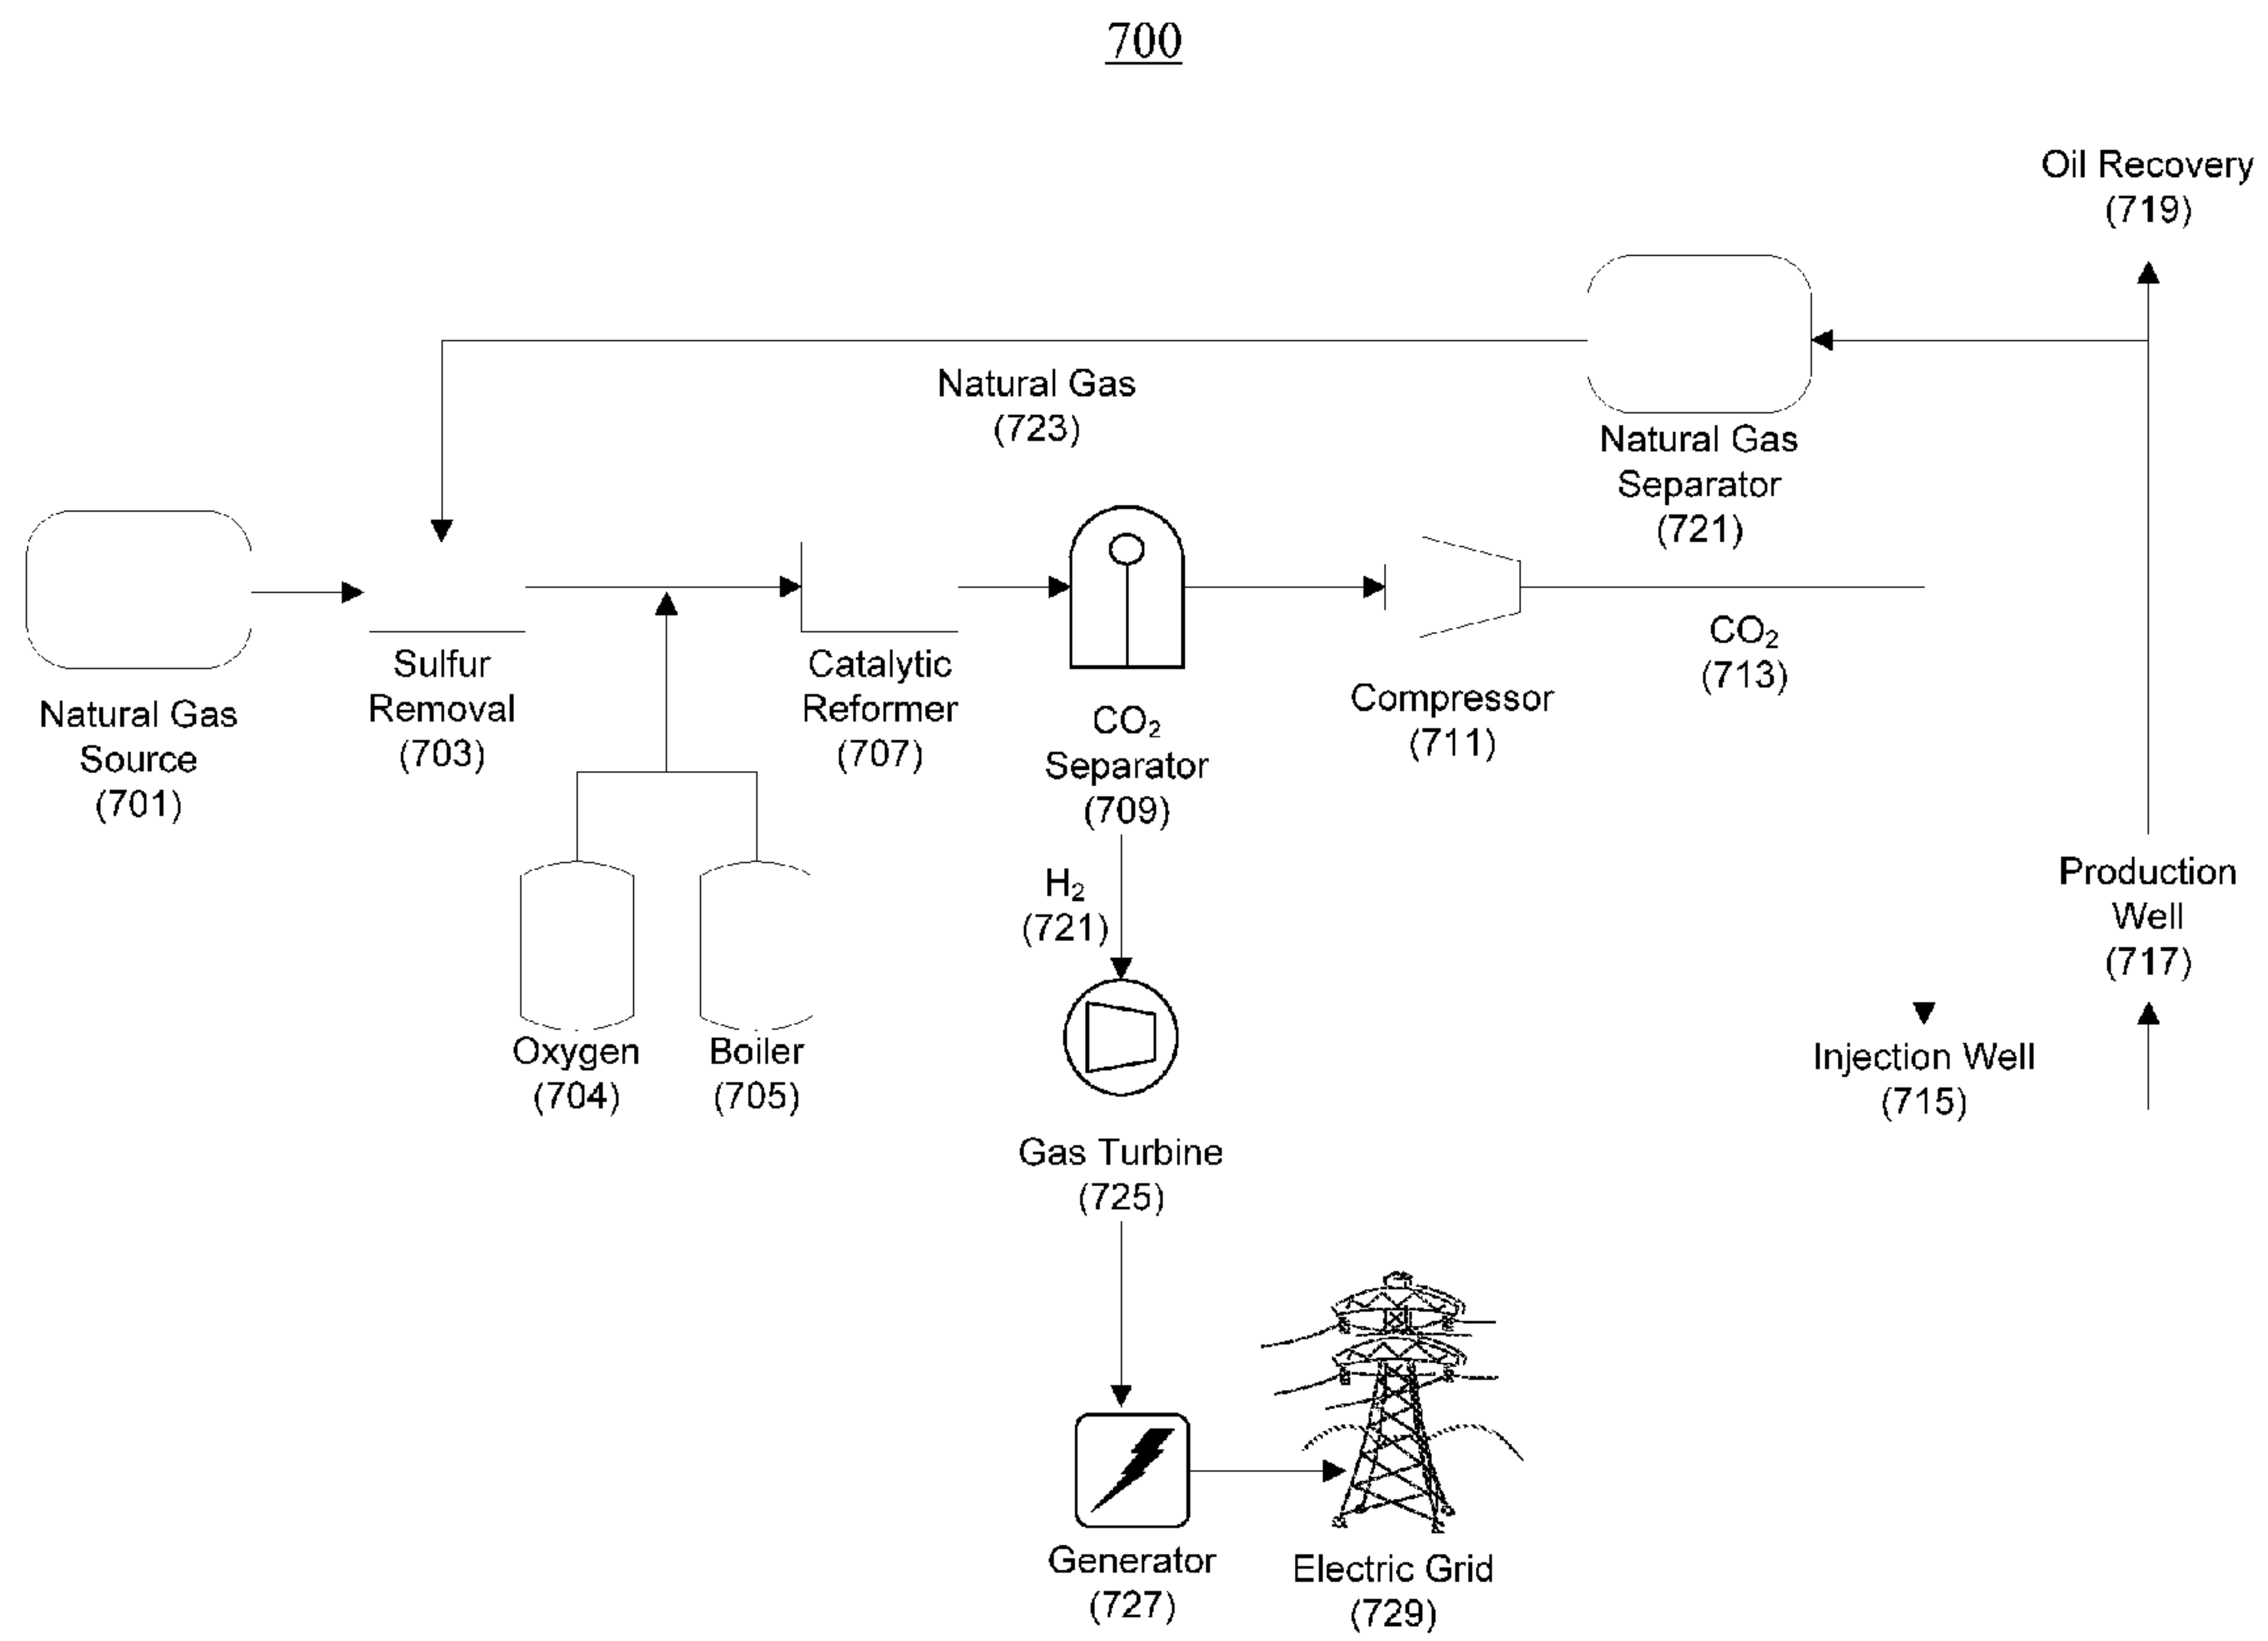 700
Oil Recovery
(719)
Natural Gas
(723)
Natural Gas
Separator
(721)
Natural Gas
Source
(701)
Sulfur
Removal
(703)
Catalytic
Reformer
(707)
CO₂
Separator
(709)
Compressor
(711)
CO₂
(713)
Oxygen
(704)
Boiler
(705)
H₂
(721)
Production
Well
(717)
Injection Well
(715)
Gas Turbine
(725)
Generator
(727)
Electric Grid
(729)